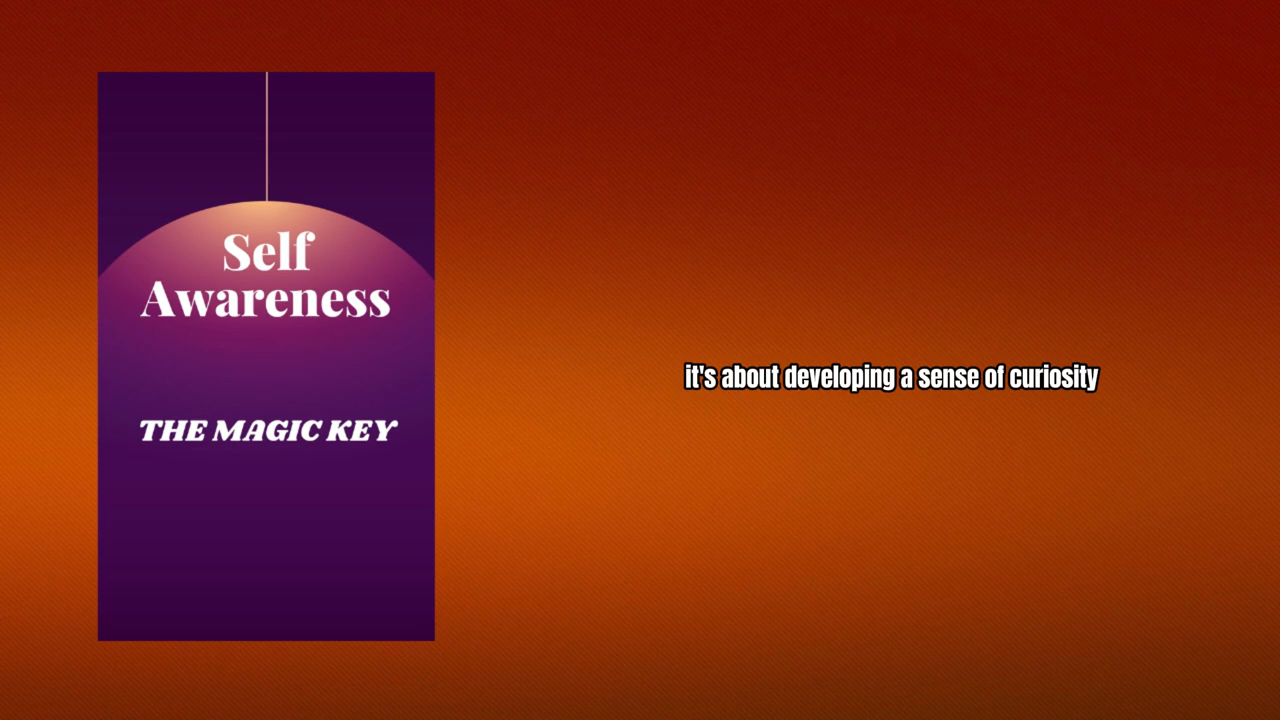 Self
Awareness
THE MAGIC KEY
it's about developing a sense of curiosity